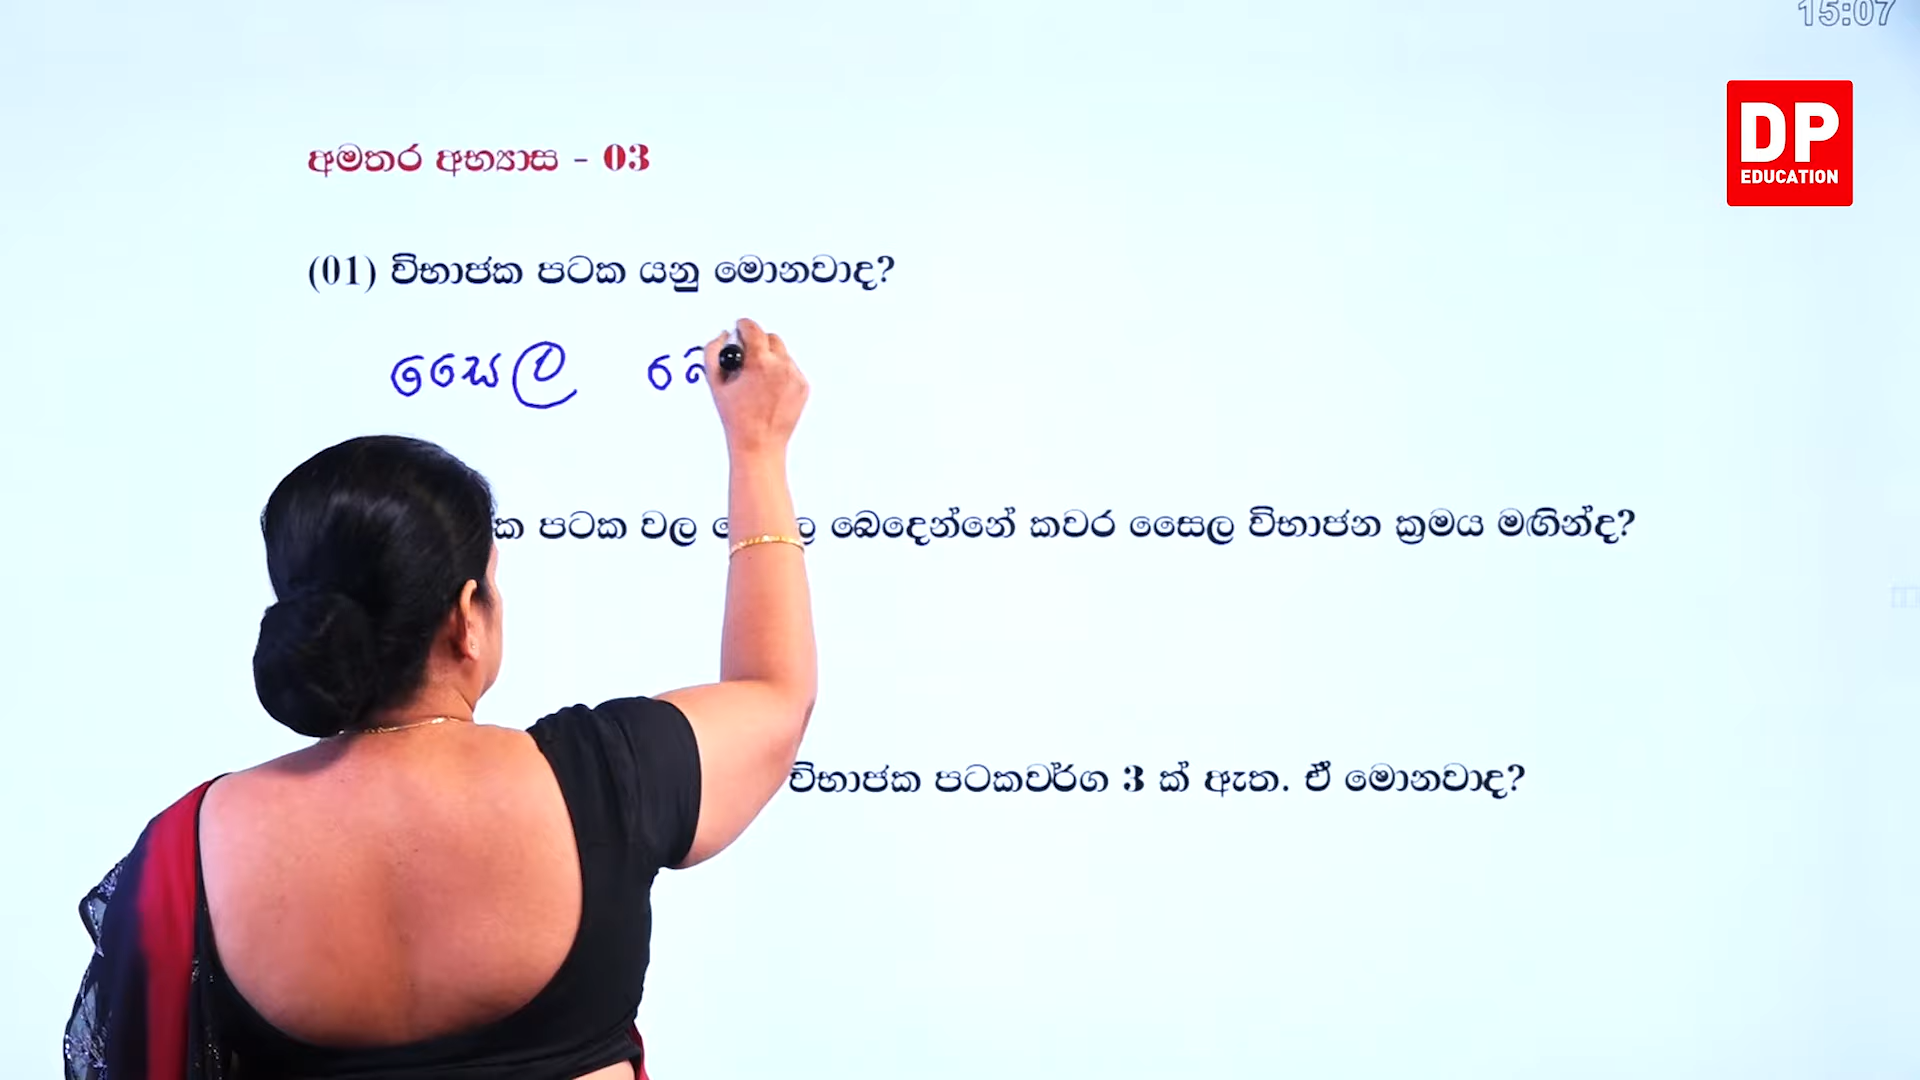 15:07
DP
EDUCATION
අමතර අභ්‍යාස - 03
(01) විභාජක පටක යනු මොනවාද?
සෛල
පටක වල බෙදෙන්නේ කවර සෛල විභාජන ක්‍රමය මඟින්ද?
විභාජක පටකවර්ග 3 ක් ඇත. ඒ මොනවාද?